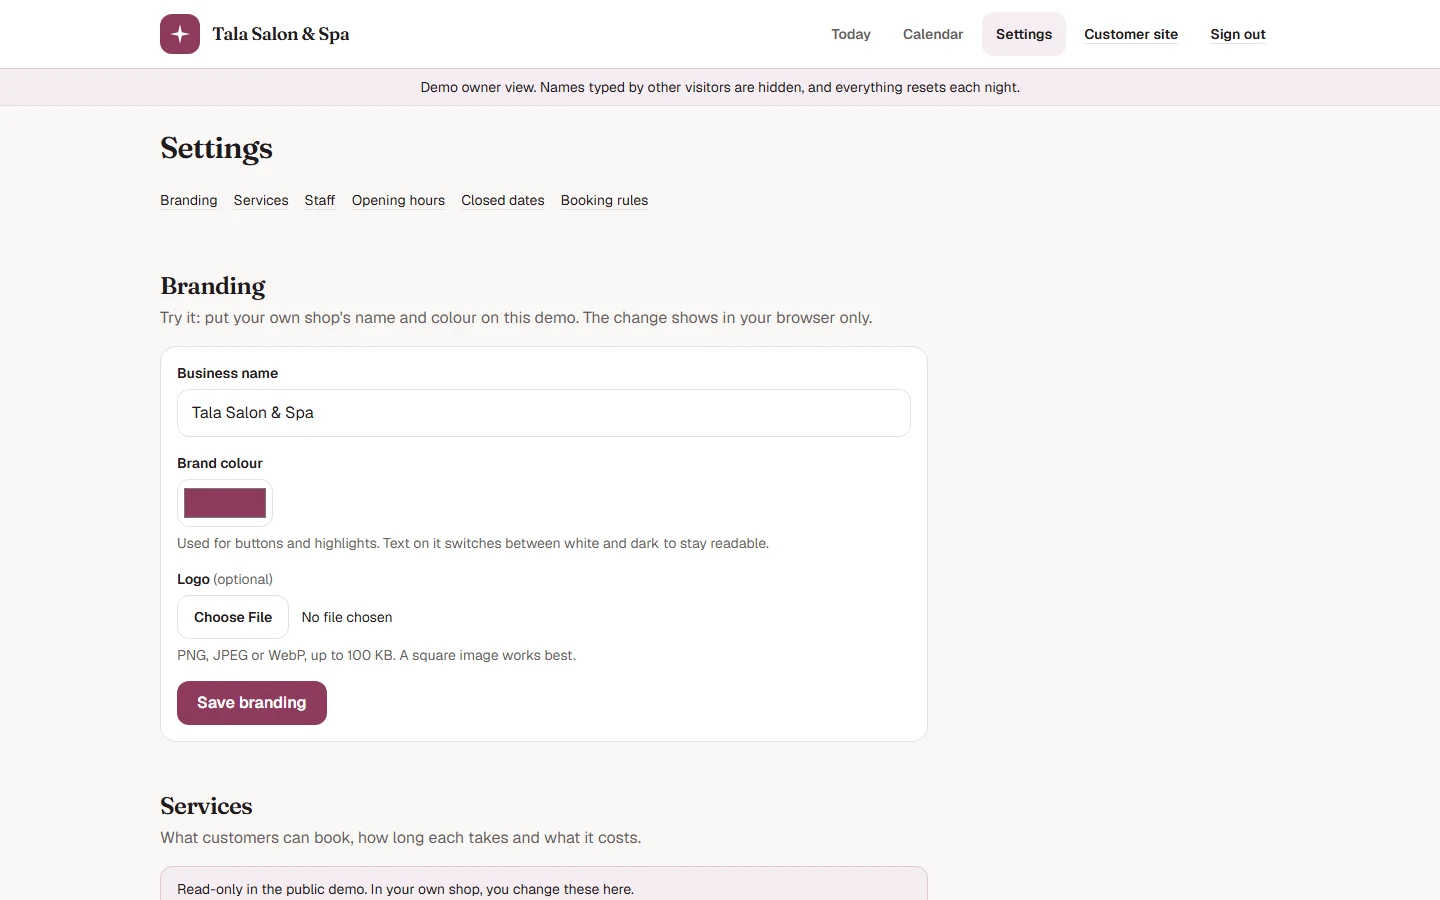 Tala Salon & Spa
Today
Calendar
Settings
Customer site
Sign out
Demo owner view. Names typed by other visitors are hidden, and everything resets each night.
Settings
Branding
Services
Staff
Opening hours
Closed dates
Booking rules
Branding
Try it: put your own shop's name and colour on this demo. The change shows in your browser only.
Business name
Tala Salon & Spa
Brand colour
Used for buttons and highlights. Text on it switches between white and dark to stay readable.
Logo (optional)
Choose File
No file chosen
PNG, JPEG or WebP, up to 100 KB. A square image works best.
Save branding
Services
What customers can book, how long each takes and what it costs.
Read-only in the public demo. In your own shop, you change these here.